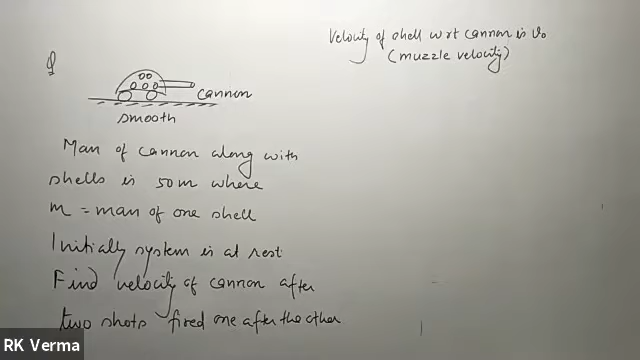 Velocity of shell wrt cannon is v₀
(muzzle velocity)
Q
cannon
smooth
Mass of cannon along with
shells is 50m where
m = mass of one shell
Initially system is at rest
Find velocity of cannon after
two shots fired one after the other
RK Verma